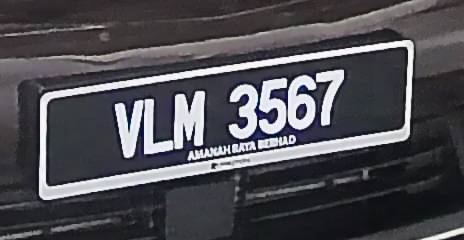 VLM 3567
AMANAH RAYA BERHAD